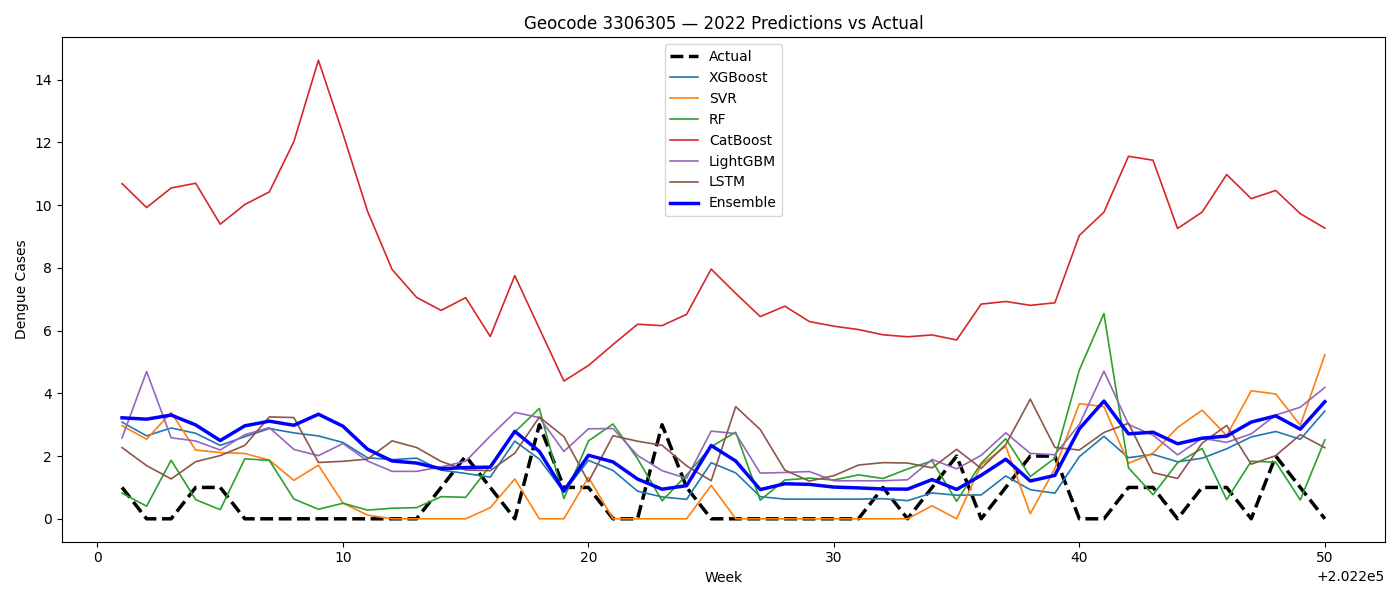 Geocode 3306305 — 2022 Predictions vs Actual
Actual
XGBoost
SVR
RF
CatBoost
LightGBM
LSTM
Ensemble
Dengue Cases
14
12
10
8
6
4
2
0
0 10 20 30 40 50
Week
+2.022e5